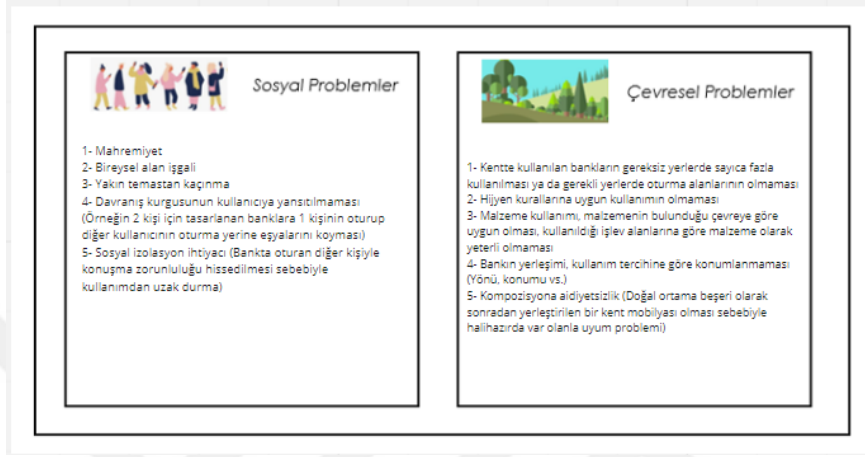 Sosyal Problemler
1- Mahremiyet
2- Bireysel alan işgali
3- Yakın temastan kaçınma
4- Davranış kurgusunun kullanıcıya yansıtılmaması
(Örneğin 2 kişi için tasarlanan banklara 1 kişinin oturup
diğer kullanıcının oturma yerine eşyalarını koyması)
5- Sosyal izolasyon ihtiyacı (Bankta oturan diğer kişiyle
konuşma zorunluluğu hissedilmesi sebebiyle
kullanımdan uzak durma)
Çevresel Problemler
1- Kentte kullanılan bankların gereksiz yerlerde sayıca fazla
kullanılması ya da gerekli yerlerde oturma alanlarının olmaması
2- Hijyen kurallarına uygun kullanımın olmaması
3- Malzeme kullanımı, malzemenin bulunduğu çevreye göre
uygun olması, kullanıldığı işlev alanlarına göre malzeme olarak
yeterli olmaması
4- Bankın yerleşimi, kullanım tercihine göre konumlanmaması
(Yönü, konumu vs.)
5- Kompozisyona aidiyetsizlik (Doğal ortama beşeri olarak
sonradan yerleştirilen bir kent mobilyası olması sebebiyle
halihazırda var olanla uyum problemi)